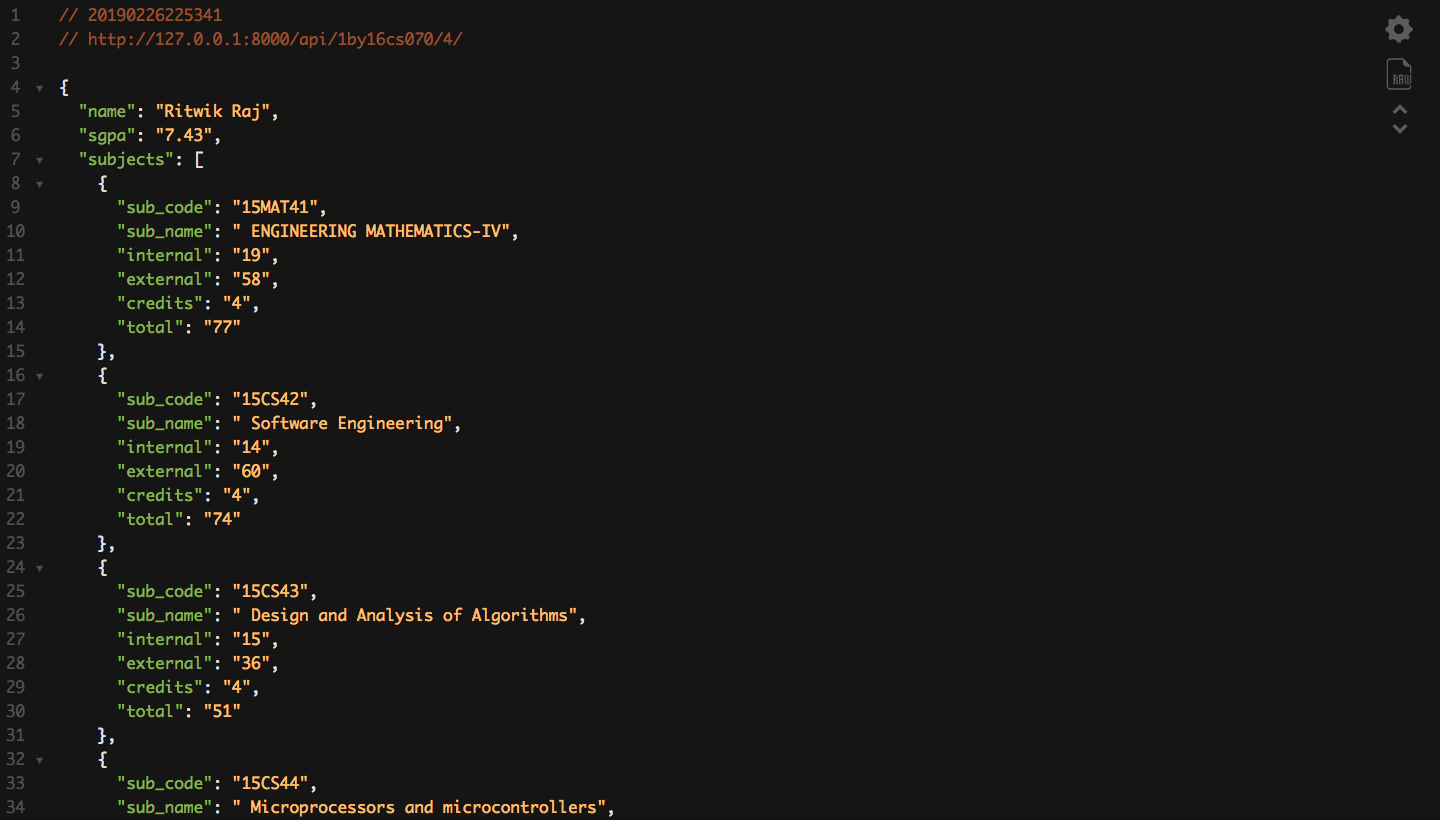 1 // 20190226225341
2 // http://127.0.0.1:8000/api/1by16cs070/4/
3
4 {
5 "name": "Ritwik Raj",
6 "sgpa": "7.43",
7 "subjects": [
8 {
9 "sub_code": "15MAT41",
10 "sub_name": " ENGINEERING MATHEMATICS-IV",
11 "internal": "19",
12 "external": "58",
13 "credits": "4",
14 "total": "77"
15 },
16 {
17 "sub_code": "15CS42",
18 "sub_name": " Software Engineering",
19 "internal": "14",
20 "external": "60",
21 "credits": "4",
22 "total": "74"
23 },
24 {
25 "sub_code": "15CS43",
26 "sub_name": " Design and Analysis of Algorithms",
27 "internal": "15",
28 "external": "36",
29 "credits": "4",
30 "total": "51"
31 },
32 {
33 "sub_code": "15CS44",
34 "sub_name": " Microprocessors and microcontrollers",
RAW